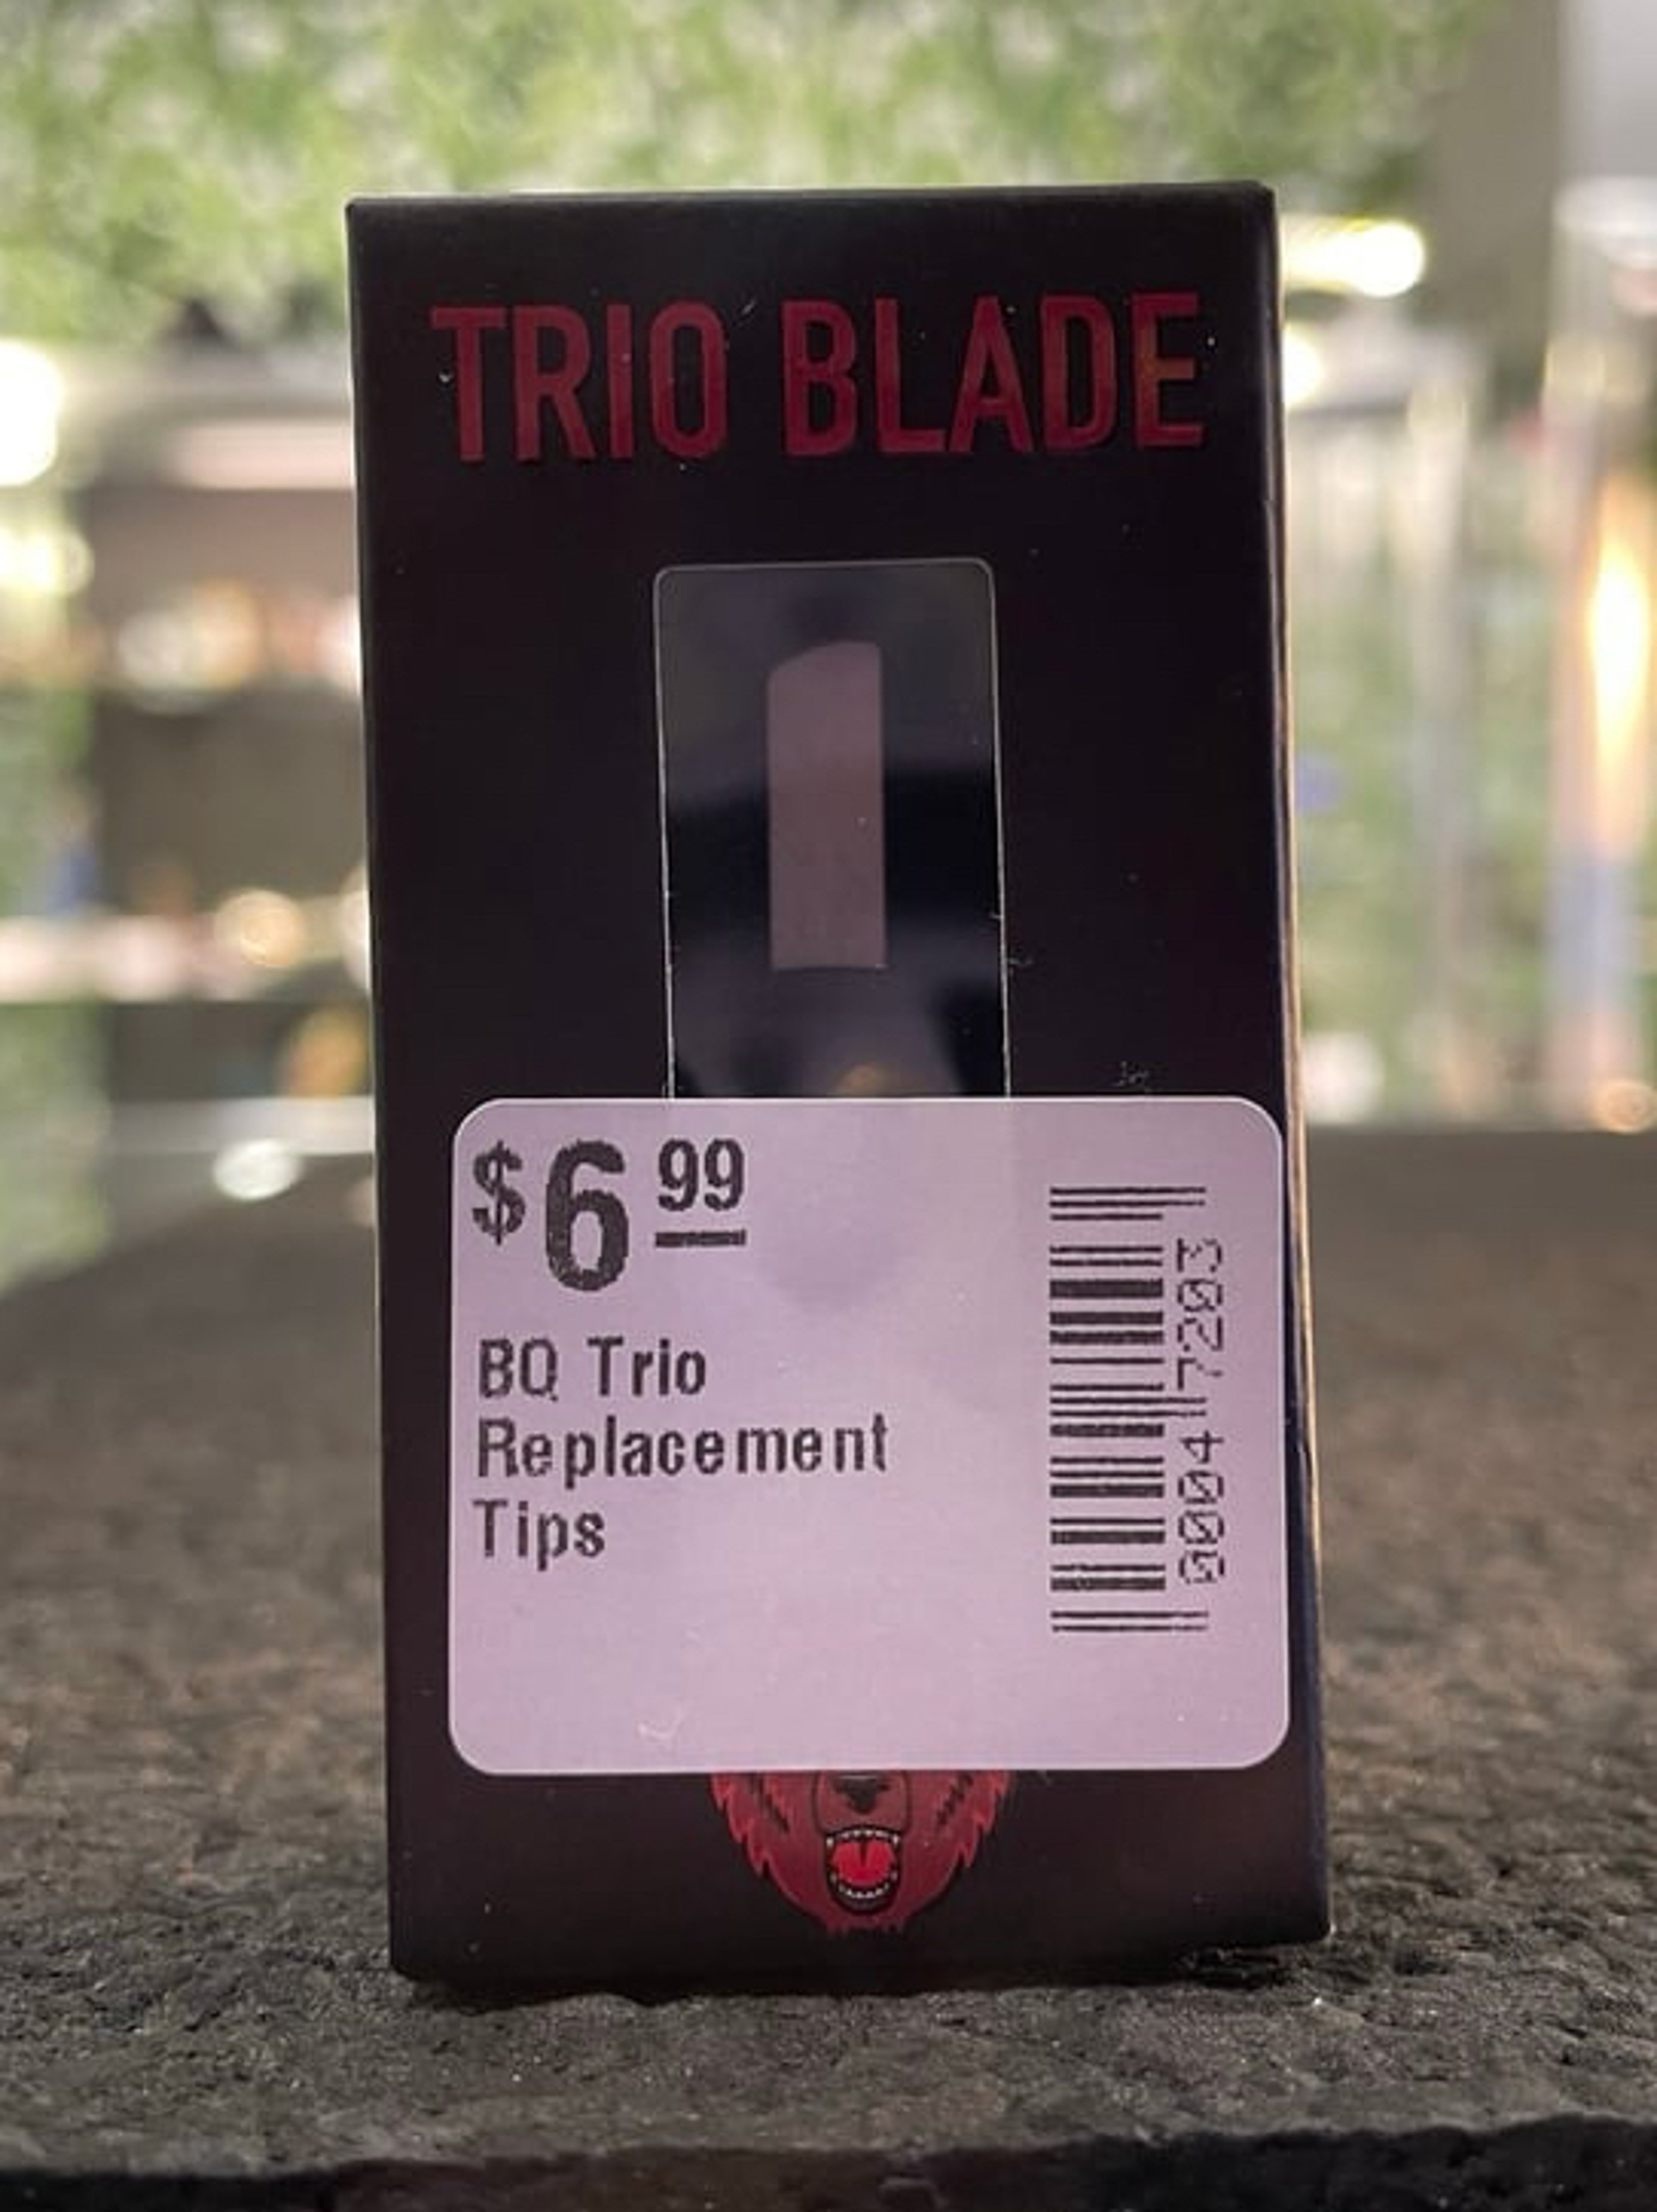 TRIO BLADE
$6 99
BQ Trio
Replacement
Tips
0004 7203